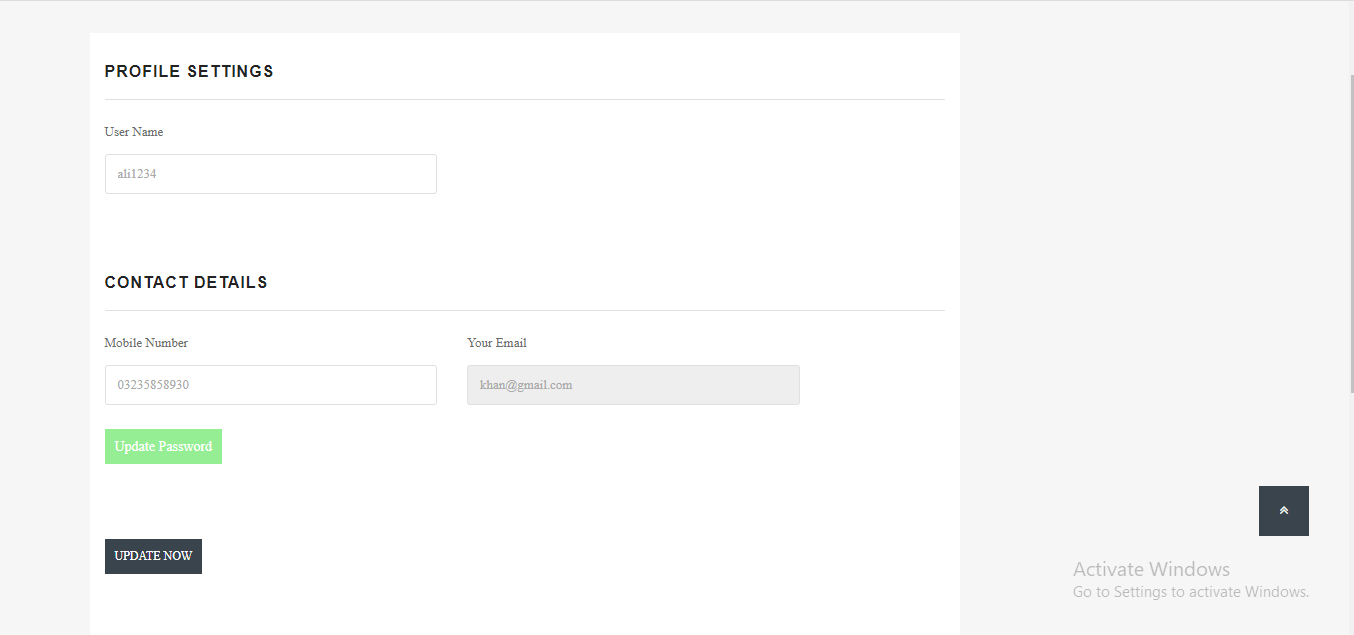 PROFILE SETTINGS
User Name
ali1234
CONTACT DETAILS
Mobile Number
Your Email
03235858930
khan@gmail.com
Update Password
UPDATE NOW
Activate Windows
Go to Settings to activate Windows.